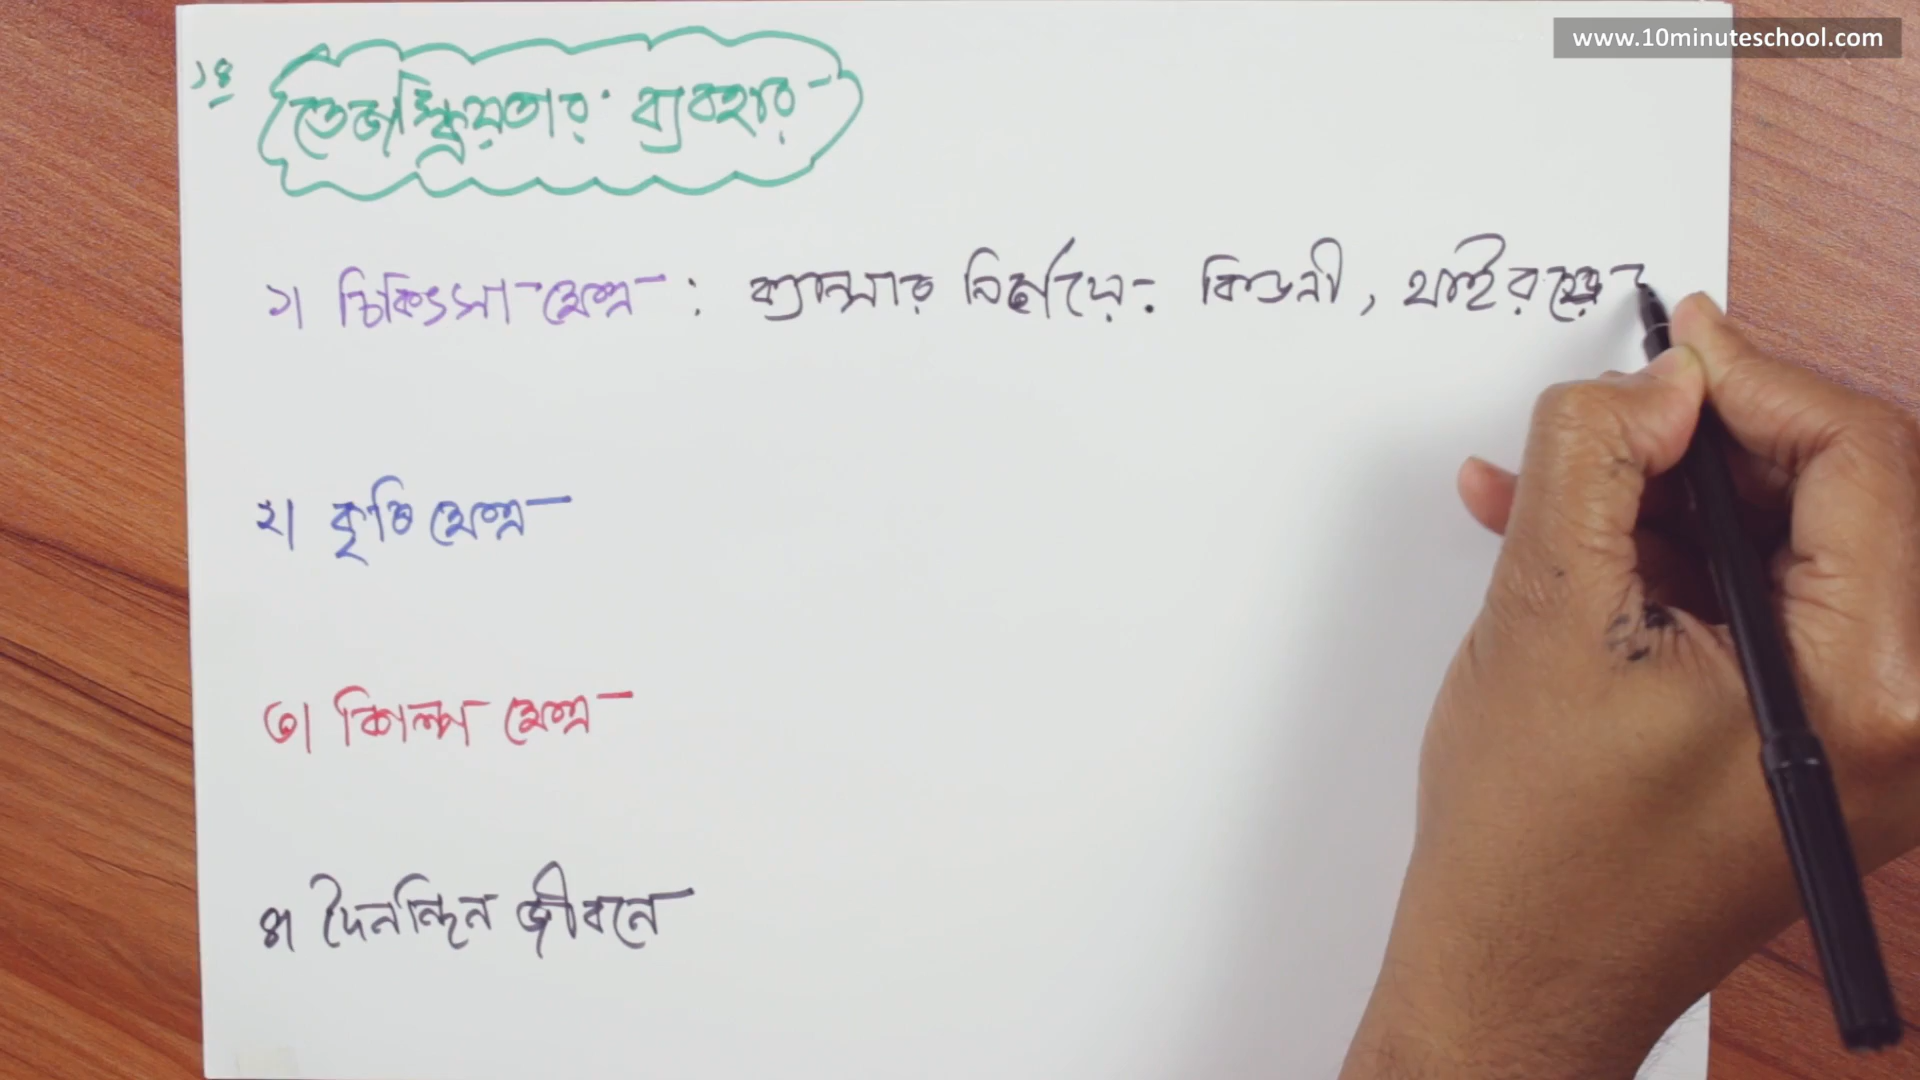 www.10minuteschool.com
১৪
তেজস্ক্রিয়তার ব্যবহার-
১। চিকিৎসা ক্ষেত্রে : ক্যান্সার নির্ণয়ে- কিডনী, থাইরয়েড
২। কৃষি ক্ষেত্রে
৩। শিল্প ক্ষেত্রে
৪। দৈনন্দিন জীবনে